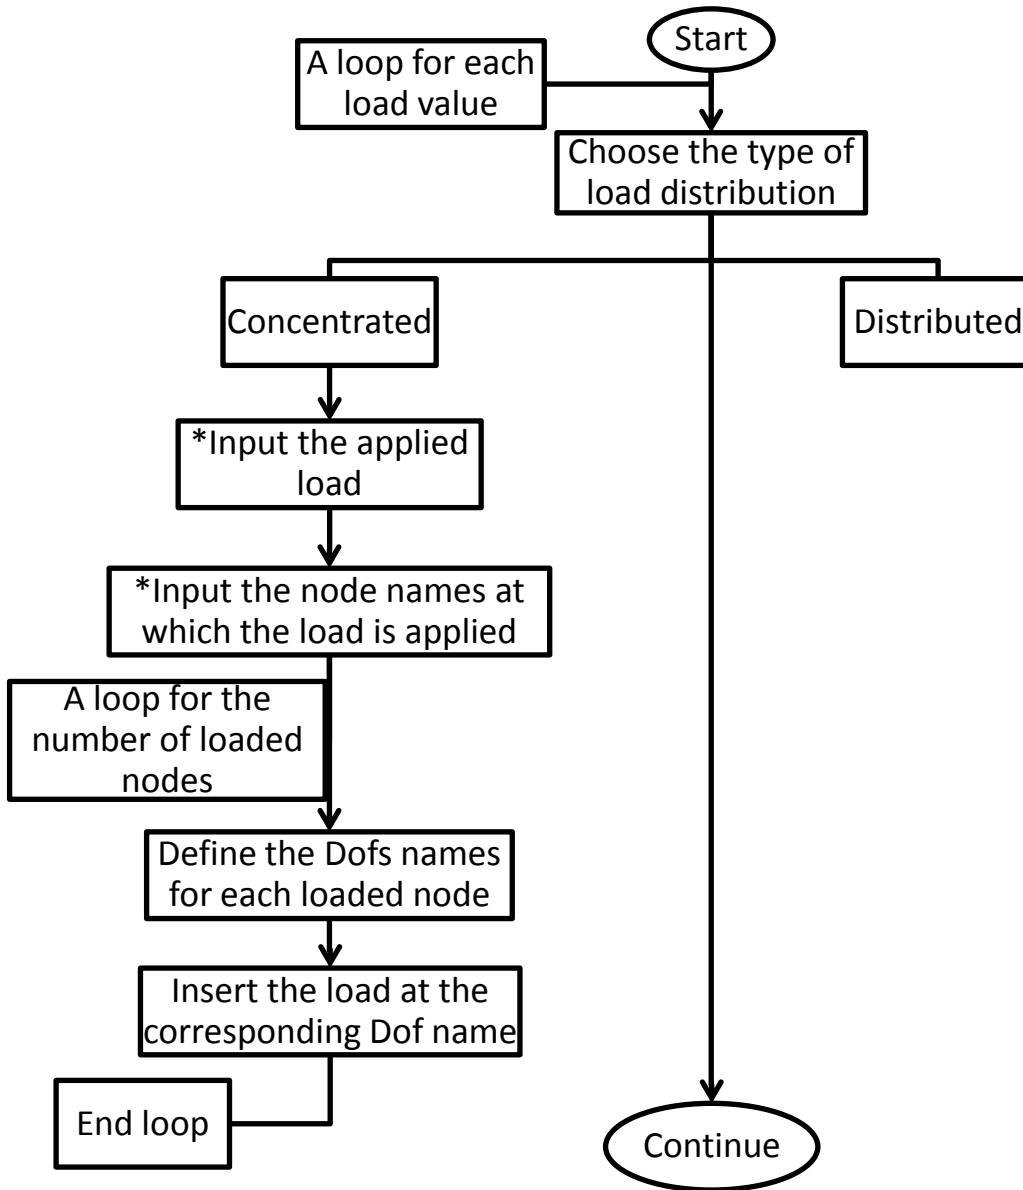 Start
A loop for each
load value
Choose the type of
load distribution
Concentrated
Distributed
*Input the applied
load
*Input the node names at
which the load is applied
A loop for the
number of loaded
nodes
Define the Dofs names
for each loaded node
Insert the load at the
corresponding Dof name
End loop
Continue